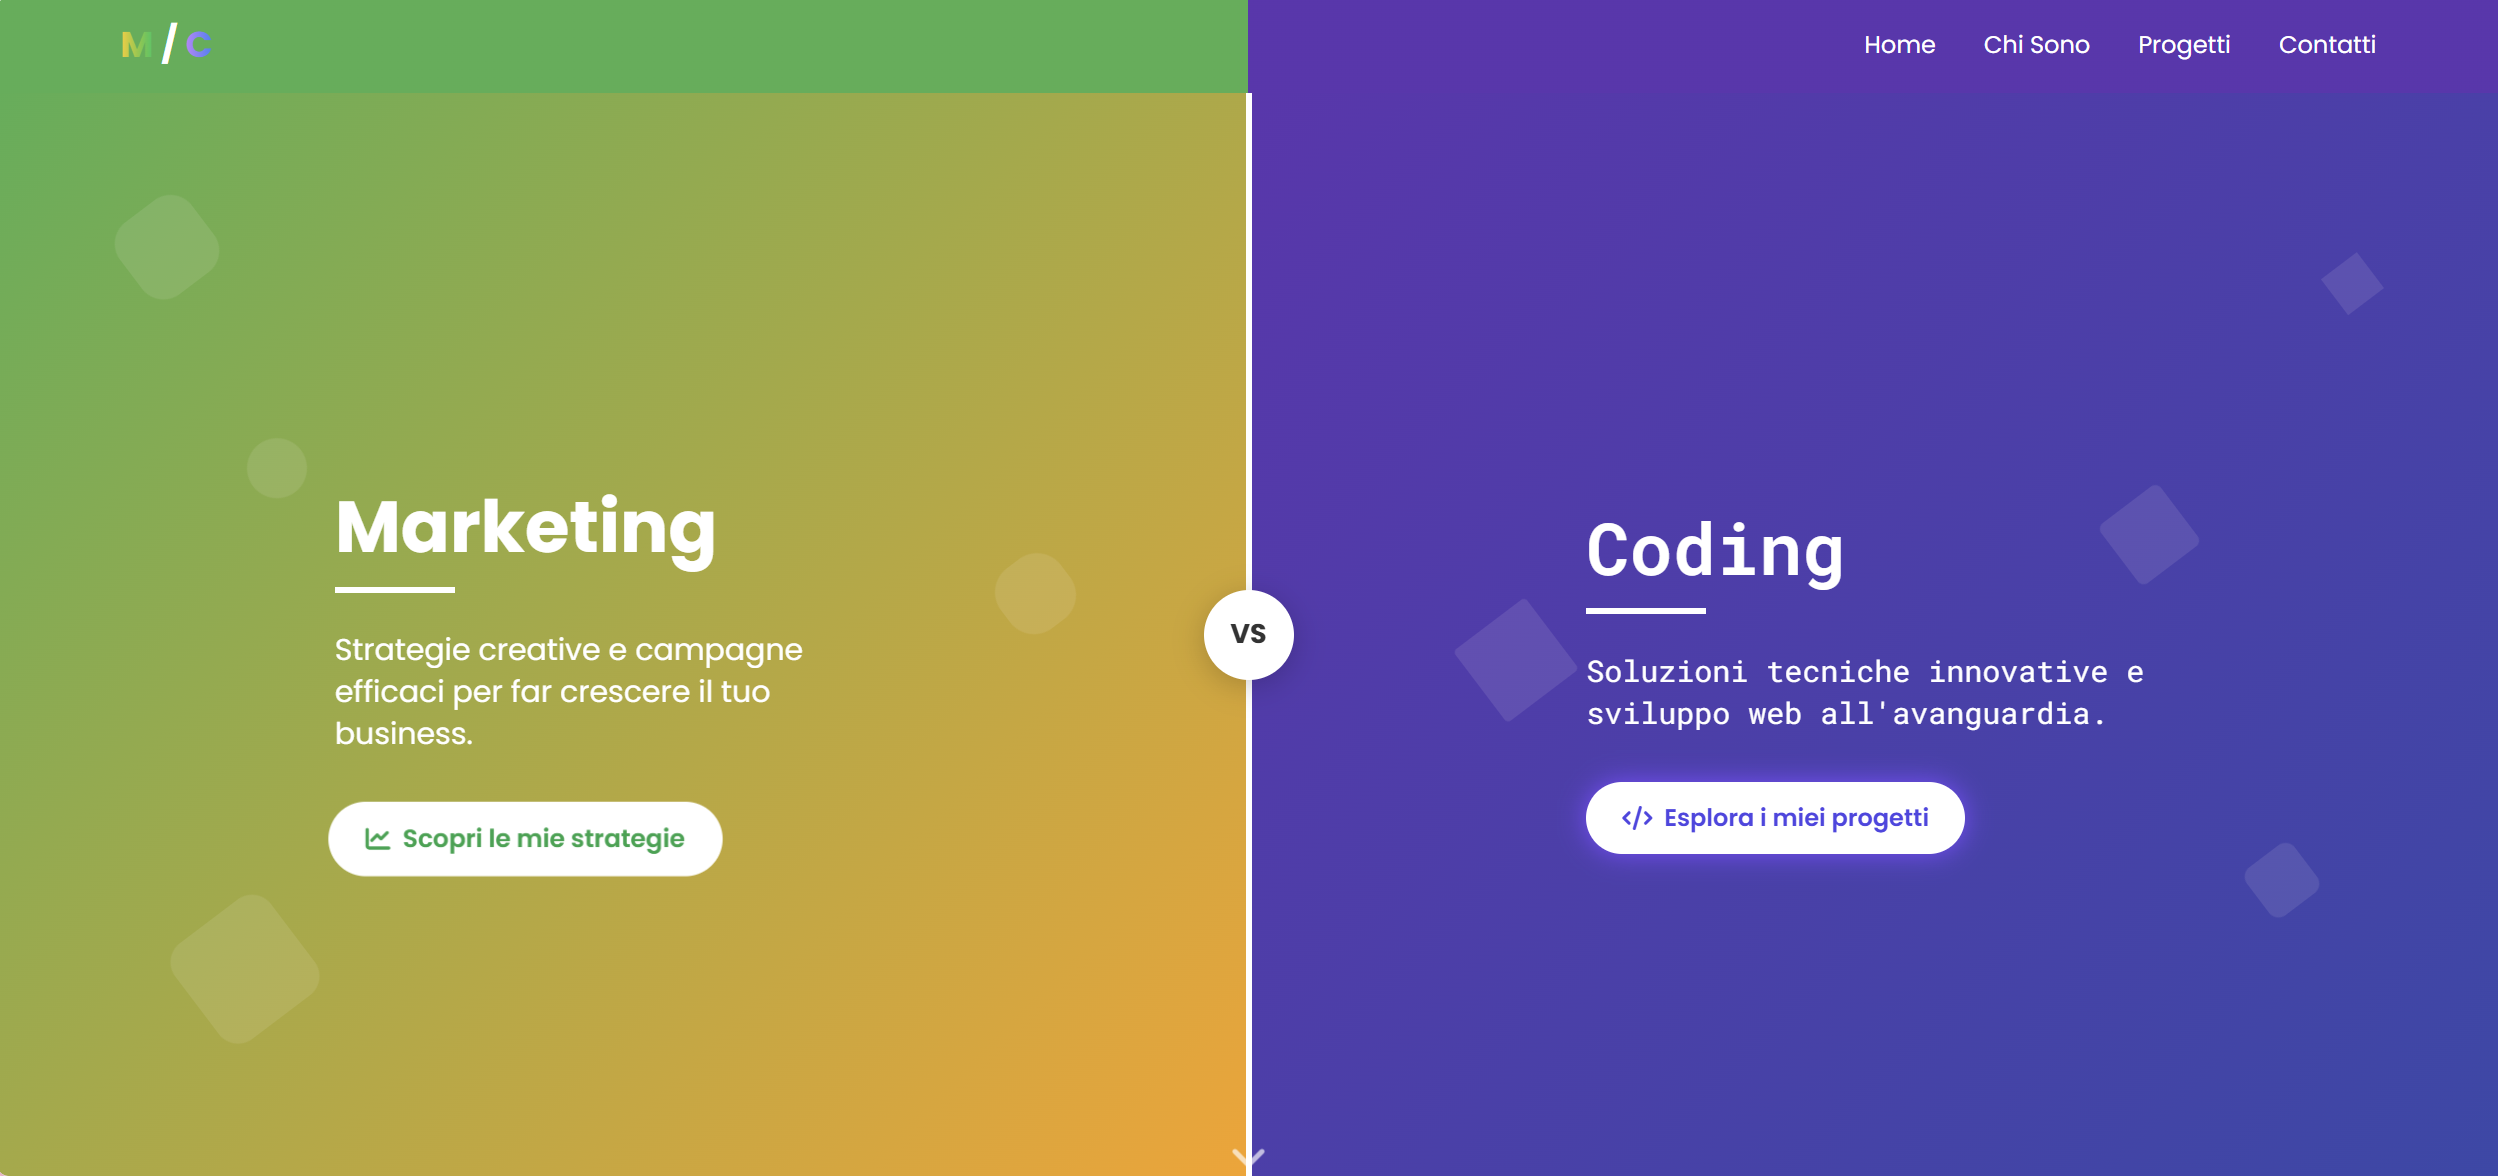 M / C
Home Chi Sono Progetti Contatti
Marketing
Strategie creative e campagne
efficaci per far crescere il tuo
business.
Scopri le mie strategie
VS
Coding
Soluzioni tecniche innovative e
sviluppo web all'avanguardia.
</> Esplora i miei progetti